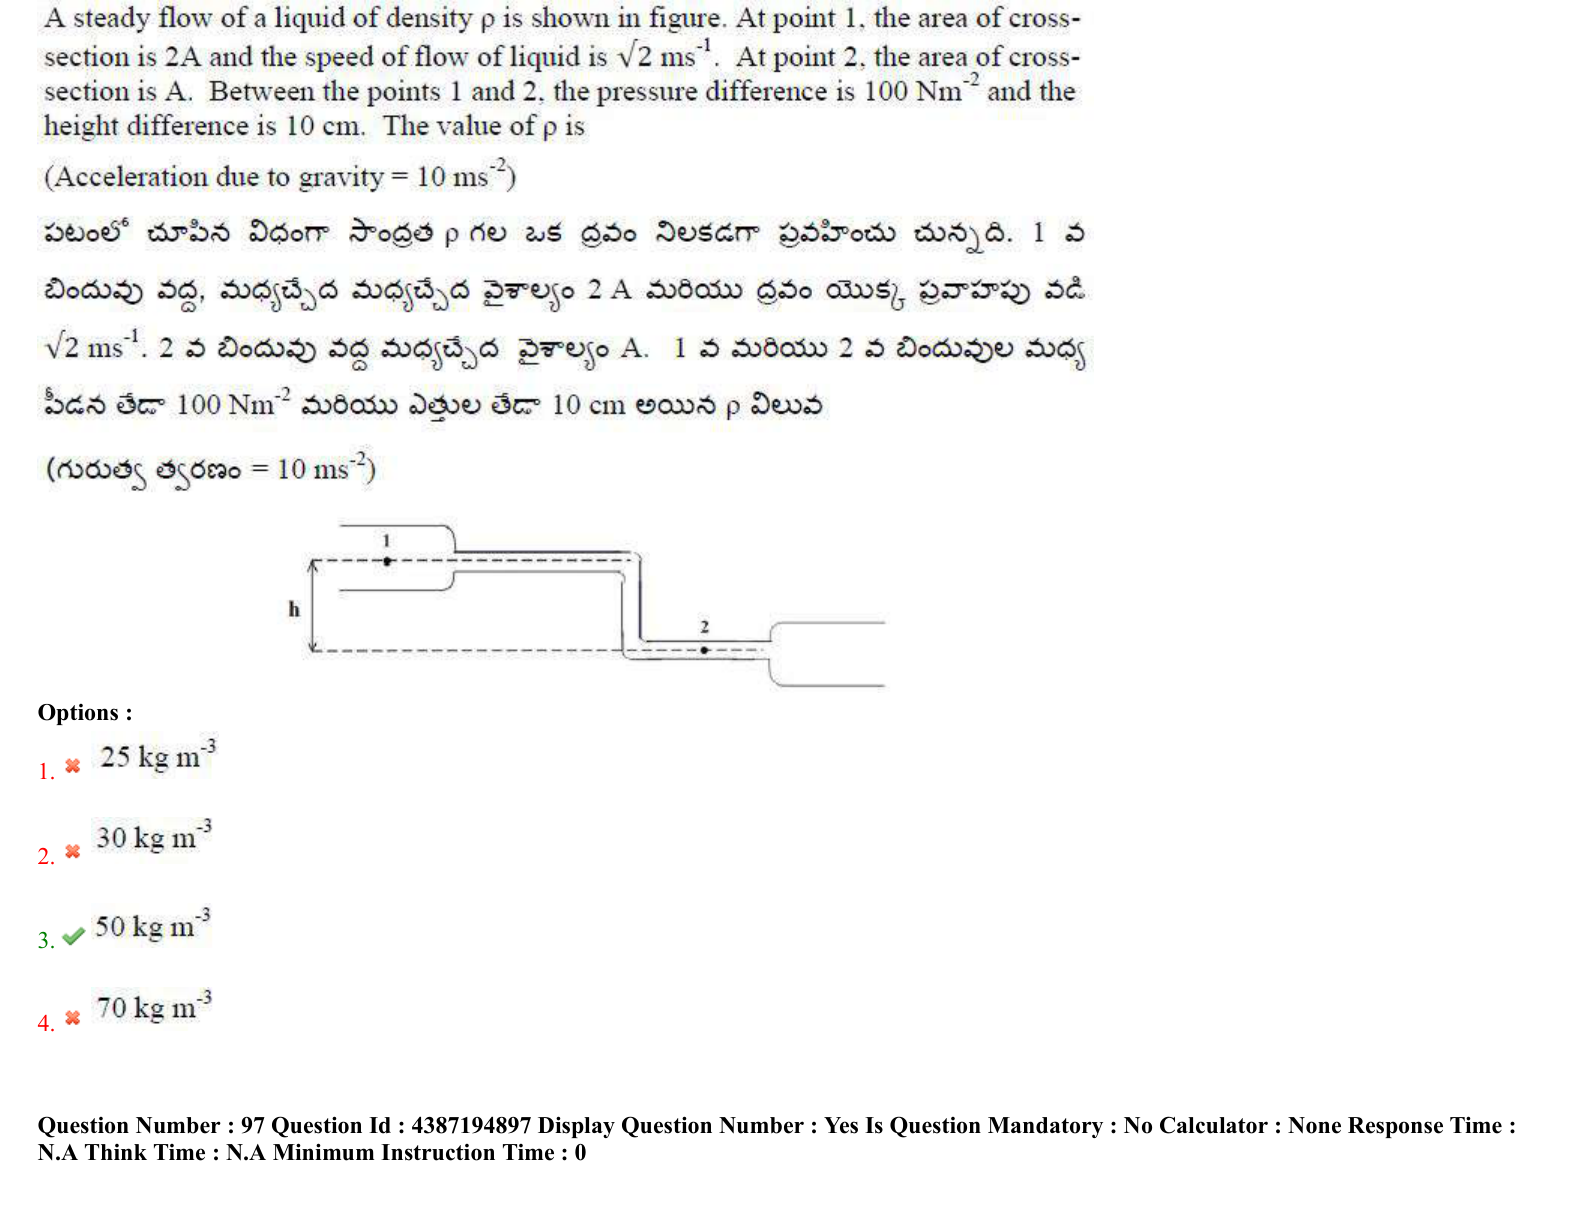 A steady flow of a liquid of density ρ is shown in figure. At point 1, the area of cross-
section is 2A and the speed of flow of liquid is √2 ms⁻¹. At point 2, the area of cross-
section is A. Between the points 1 and 2, the pressure difference is 100 Nm⁻² and the
height difference is 10 cm. The value of ρ is
(Acceleration due to gravity = 10 ms⁻²)
పటంలో చూపిన విధంగా సాంద్రత ρ గల ఒక ద్రవం నిలకడగా ప్రవహించు చున్నది. 1 వ
బిందువు వద్ద, మధ్యచ్ఛేద మధ్యచ్ఛేద వైశాల్యం 2 A మరియు ద్రవం యొక్క ప్రవాహపు వడి
√2 ms⁻¹. 2 వ బిందువు వద్ద మధ్యచ్ఛేద వైశాల్యం A. 1 వ మరియు 2 వ బిందువుల మధ్య
పీడన తేడా 100 Nm⁻² మరియు ఎత్తుల తేడా 10 cm అయిన ρ విలువ
(గురుత్వ త్వరణం = 10 ms⁻²)
1
h
2
Options :
1. 25 kg m⁻³
2. 30 kg m⁻³
3. 50 kg m⁻³
4. 70 kg m⁻³
Question Number : 97 Question Id : 4387194897 Display Question Number : Yes Is Question Mandatory : No Calculator : None Response Time :
N.A Think Time : N.A Minimum Instruction Time : 0